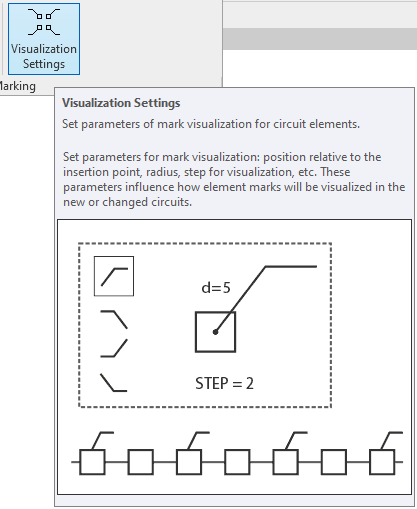 Visualization
Settings
Marking
Visualization Settings
Set parameters of mark visualization for circuit elements.
Set parameters for mark visualization: position relative to the
insertion point, radius, step for visualization, etc. These
parameters influence how element marks will be visualized in the
new or changed circuits.
d=5
STEP = 2